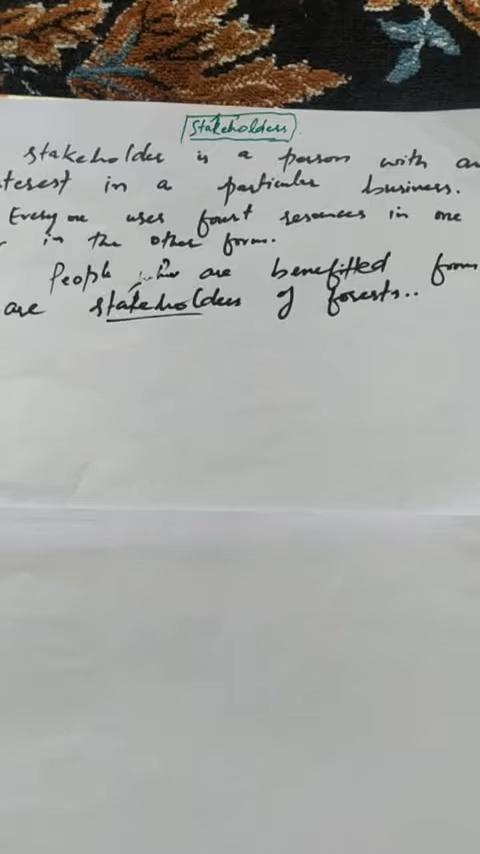 Stakeholders
stakeholder is a person with an
terest in a particular business.
Every one uses forest resources in one
r in the other form.
People who are benefitted from
are stakeholders of forests..